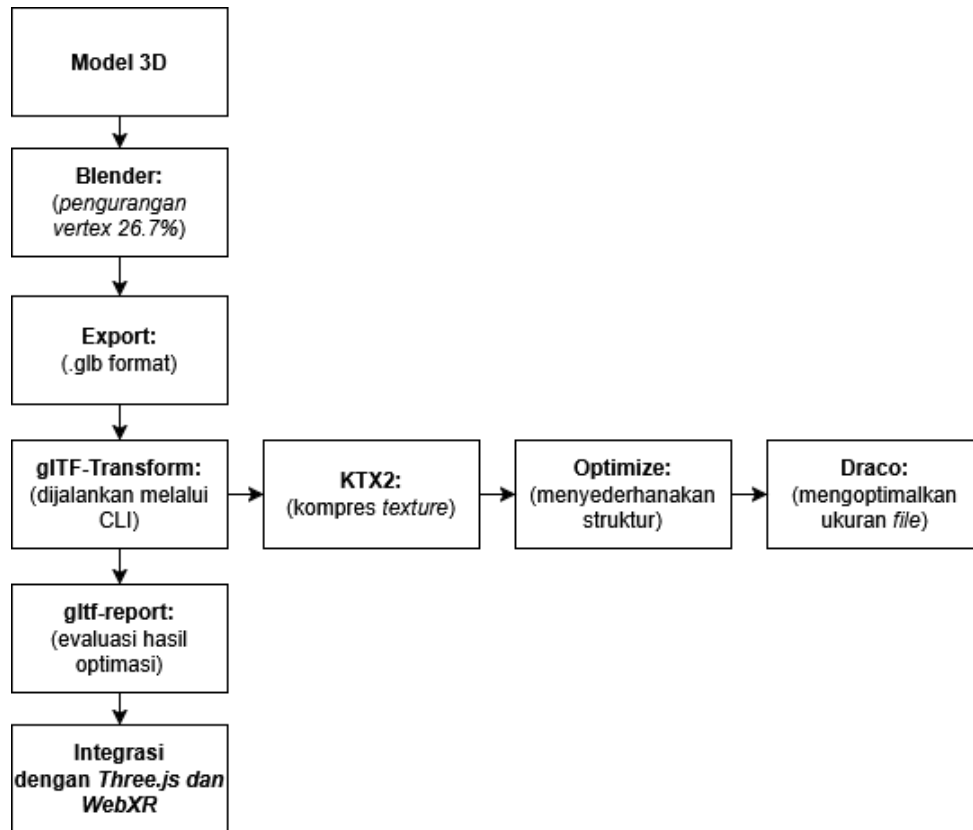 Model 3D
Blender:
(pengurangan
vertex 26.7%)
Export:
(.glb format)
glTF-Transform:
(dijalankan melalui
CLI)
KTX2:
(kompres texture)
Optimize:
(menyederhanakan
struktur)
Draco:
(mengoptimalkan
ukuran file)
gltf-report:
(evaluasi hasil
optimasi)
Integrasi
dengan Three.js dan
WebXR